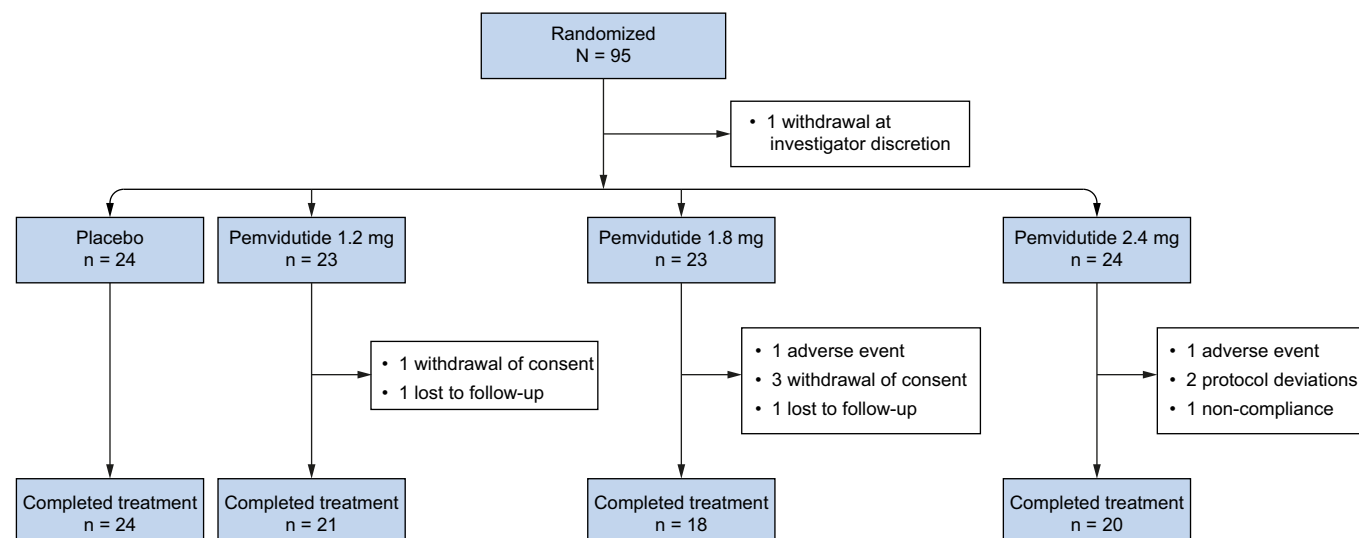 Randomized
N = 95
• 1 withdrawal at
investigator discretion
Placebo
n = 24
Pemvidutide 1.2 mg
n = 23
Pemvidutide 1.8 mg
n = 23
Pemvidutide 2.4 mg
n = 24
• 1 withdrawal of consent
• 1 lost to follow-up
• 1 adverse event
• 3 withdrawal of consent
• 1 lost to follow-up
• 1 adverse event
• 2 protocol deviations
• 1 non-compliance
Completed treatment
n = 24
Completed treatment
n = 21
Completed treatment
n = 18
Completed treatment
n = 20